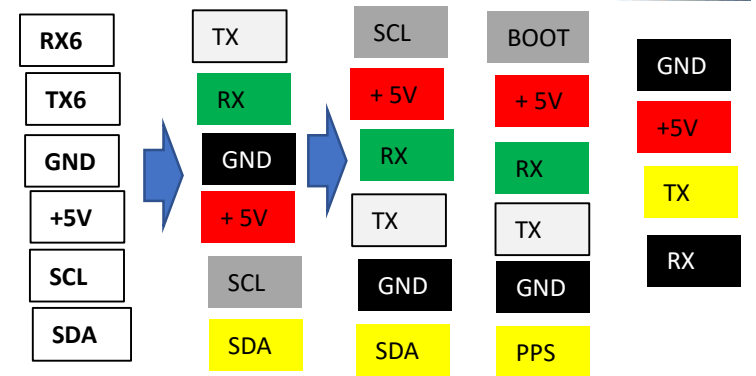 RX6
TX6
GND
+5V
SCL
SDA
TX
RX
GND
+ 5V
SCL
SDA
SCL
+ 5V
RX
TX
GND
SDA
BOOT
+ 5V
RX
TX
GND
PPS
GND
+5V
TX
RX